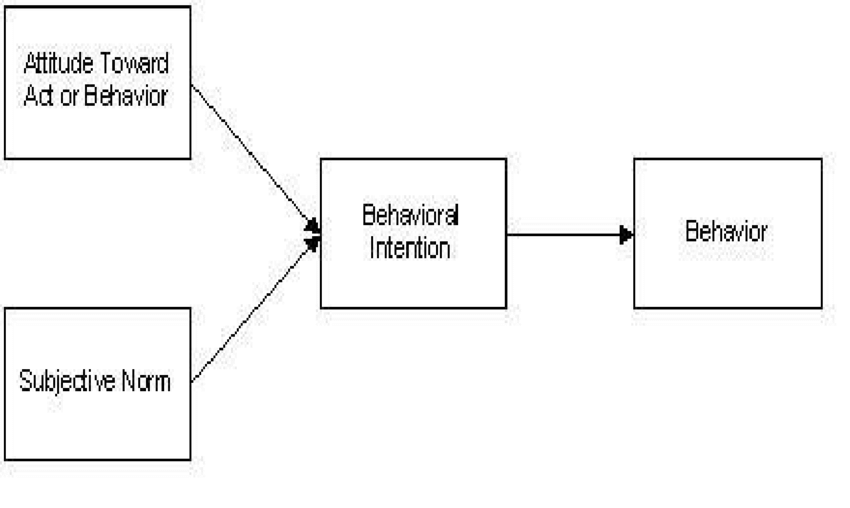 Attitude Toward
Act or Behavior
Behavioral
Intention
Behavior
Subjective Norm